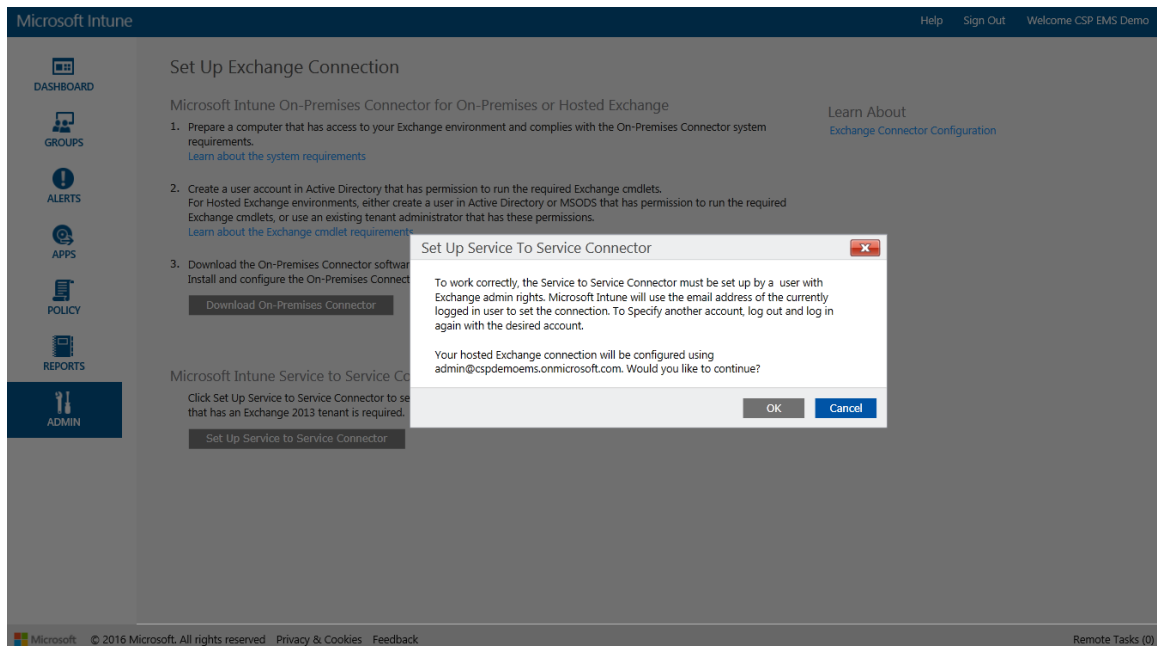 Microsoft Intune
Help Sign Out Welcome CSP EMS Demo
DASHBOARD
GROUPS
ALERTS
APPS
POLICY
REPORTS
ADMIN
Set Up Exchange Connection
Microsoft Intune On-Premises Connector for On-Premises or Hosted Exchange
1. Prepare a computer that has access to your Exchange environment and complies with the On-Premises Connector system
requirements.
Learn about the system requirements
2. Create a user account in Active Directory that has permission to run the required Exchange cmdlets.
For Hosted Exchange environments, either create a user in Active Directory or MSODS that has permission to run the required
Exchange cmdlets, or use an existing tenant administrator that has these permissions.
Learn about the Exchange cmdlet requirements
3. Download the On-Premises Connector softwar
Install and configure the On-Premises Connect
Download On-Premises Connector
Microsoft Intune Service to Service Co
Click Set Up Service to Service Connector to se
that has an Exchange 2013 tenant is required.
Set Up Service to Service Connector
Learn About
Exchange Connector Configuration
Set Up Service To Service Connector
To work correctly, the Service to Service Connector must be set up by a user with
Exchange admin rights. Microsoft Intune will use the email address of the currently
logged in user to set the connection. To Specify another account, log out and log in
again with the desired account.
Your hosted Exchange connection will be configured using
admin@cspdemoems.onmicrosoft.com. Would you like to continue?
OK Cancel
Microsoft © 2016 Microsoft. All rights reserved Privacy & Cookies Feedback
Remote Tasks (0)